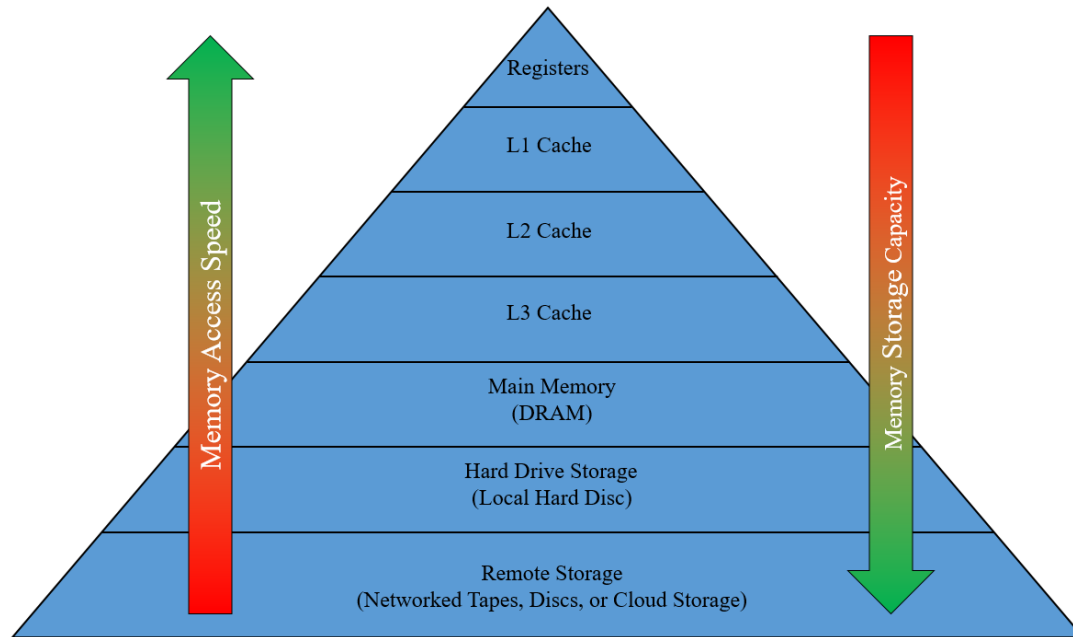 Registers
L1 Cache
L2 Cache
L3 Cache
Main Memory
(DRAM)
Hard Drive Storage
(Local Hard Disc)
Remote Storage
(Networked Tapes, Discs, or Cloud Storage)
Memory Access Speed
Memory Storage Capacity